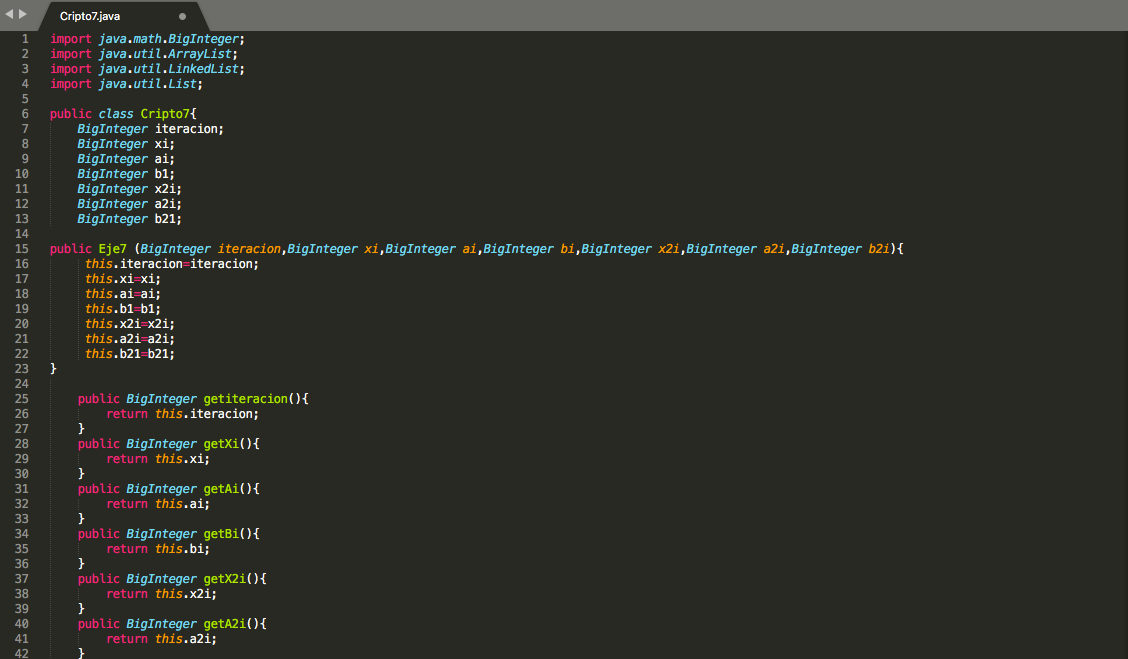 Cripto7.java
1 import java.math.BigInteger;
2 import java.util.ArrayList;
3 import java.util.LinkedList;
4 import java.util.List;
5
6 public class Cripto7{
7 BigInteger iteracion;
8 BigInteger xi;
9 BigInteger ai;
10 BigInteger b1;
11 BigInteger x2i;
12 BigInteger a2i;
13 BigInteger b21;
14
15 public Eje7 (BigInteger iteracion,BigInteger xi,BigInteger ai,BigInteger bi,BigInteger x2i,BigInteger a2i,BigInteger b2i){
16 this.iteracion=iteracion;
17 this.xi=xi;
18 this.ai=ai;
19 this.b1=b1;
20 this.x2i=x2i;
21 this.a2i=a2i;
22 this.b21=b21;
23 }
24
25 public BigInteger getiteracion(){
26 return this.iteracion;
27 }
28 public BigInteger getXi(){
29 return this.xi;
30 }
31 public BigInteger getAi(){
32 return this.ai;
33 }
34 public BigInteger getBi(){
35 return this.bi;
36 }
37 public BigInteger getX2i(){
38 return this.x2i;
39 }
40 public BigInteger getA2i(){
41 return this.a2i;
42 }